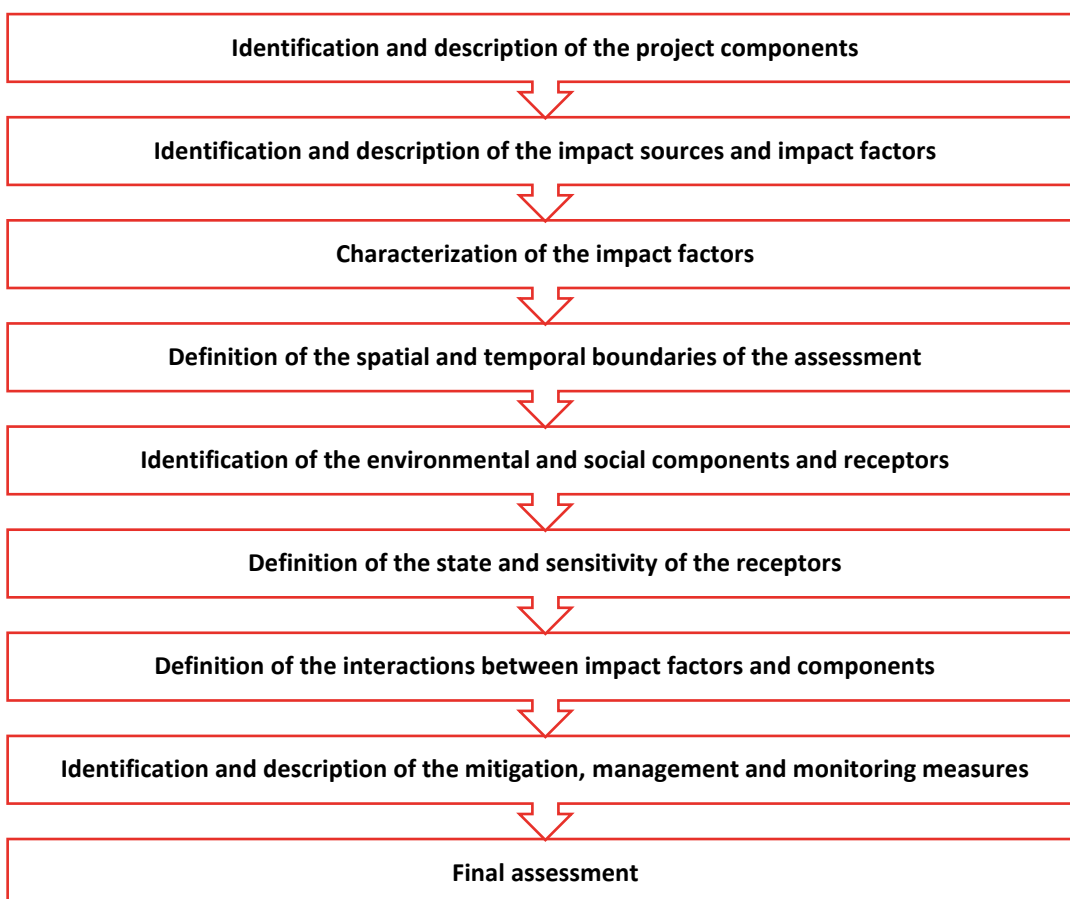 Identification and description of the project components
Identification and description of the impact sources and impact factors
Characterization of the impact factors
Definition of the spatial and temporal boundaries of the assessment
Identification of the environmental and social components and receptors
Definition of the state and sensitivity of the receptors
Definition of the interactions between impact factors and components
Identification and description of the mitigation, management and monitoring measures
Final assessment